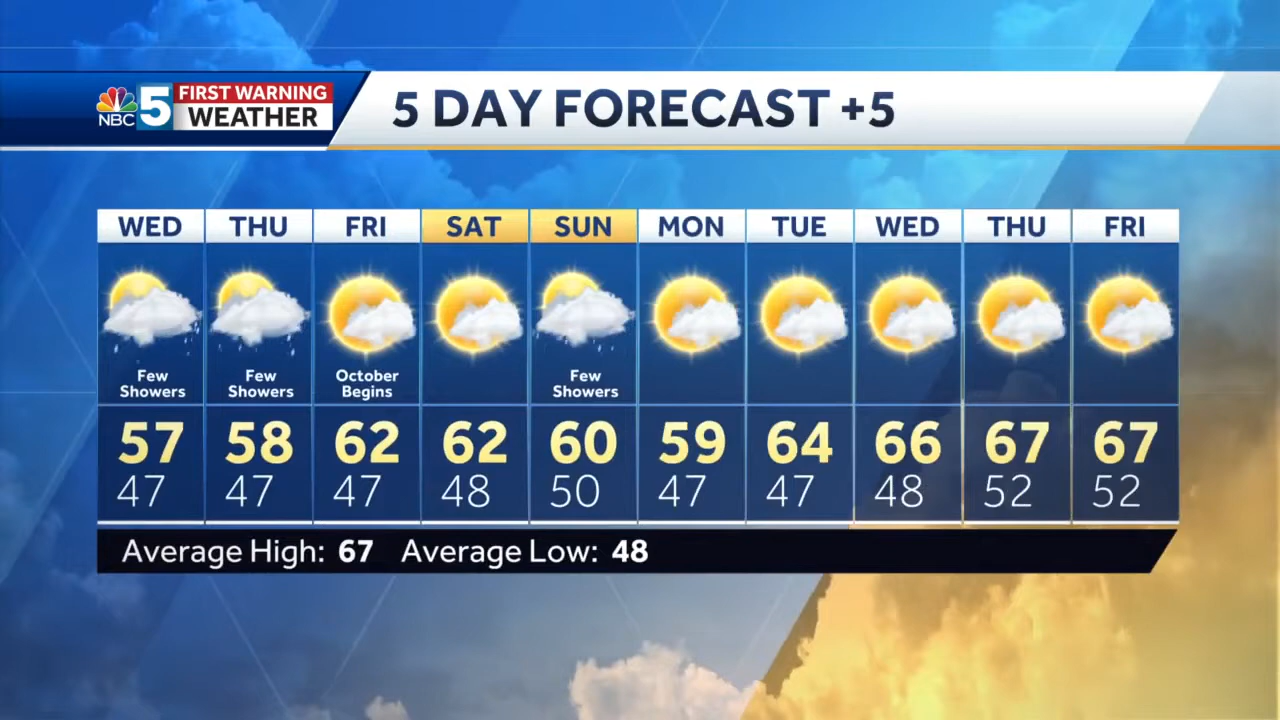 NBC 5 FIRST WARNING
WEATHER
5 DAY FORECAST +5
WED THU FRI SAT SUN MON TUE WED THU FRI
Few Showers
Few Showers
October Begins
Few Showers
57 58 62 62 60 59 64 66 67 67
47 47 47 48 50 47 47 48 52 52
Average High: 67 Average Low: 48